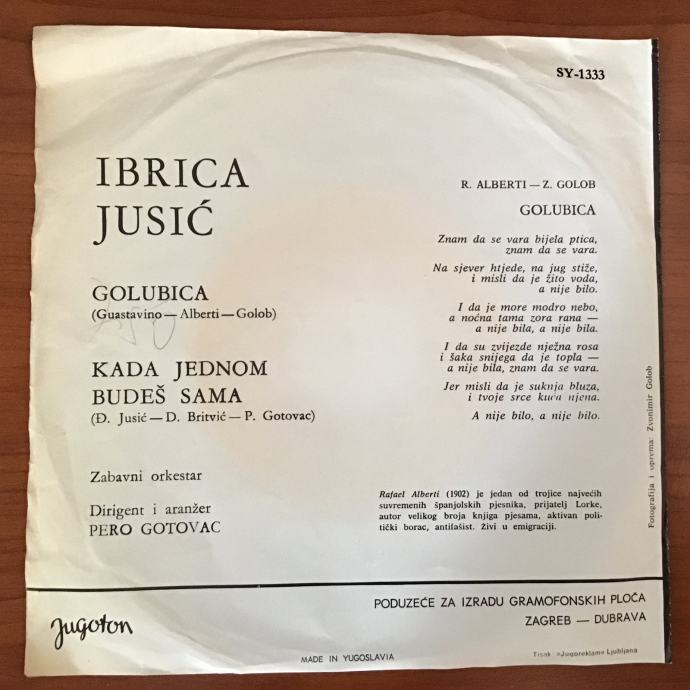 SY-1333
IBRICA
JUSIĆ
GOLUBICA
(Guastavino — Alberti — Golob)
KADA JEDNOM
BUDEŠ SAMA
(Đ. Jusić — D. Britvić — P. Gotovac)
Zabavni orkestar
Dirigent i aranžer
PERO GOTOVAC
R. ALBERTI — Z. GOLOB
GOLUBICA
Znam da se vara bijela ptica,
znam da se vara.
Na sjever htjede, na jug stiže,
i misli da je žito voda,
a nije bilo.
I da je more modro nebo,
a noćna tama zora rana —
a nije bila, a nije bila.
I da su zvijezde nježna rosa
i šaka snijega da je topla —
a nije bila, znam da se vara.
Jer misli da je suknja bluza,
i tvoje srce kuća njena.
A nije bilo, a nije bilo.
Rafael Alberti (1902) je jedan od trojice najvećih
suvremenih španjolskih pjesnika, prijatelj Lorke,
autor velikog broja knjiga pjesama, aktivan poli-
tički borac, antifašist. Živi u emigraciji.
Fotografija i oprema: Zvonimir Golob
Jugoton
PODUZEĆE ZA IZRADU GRAMOFONSKIH PLOČA
ZAGREB — DUBRAVA
MADE IN YUGOSLAVIA
Tisak: »Jugoreklam« Ljubljana